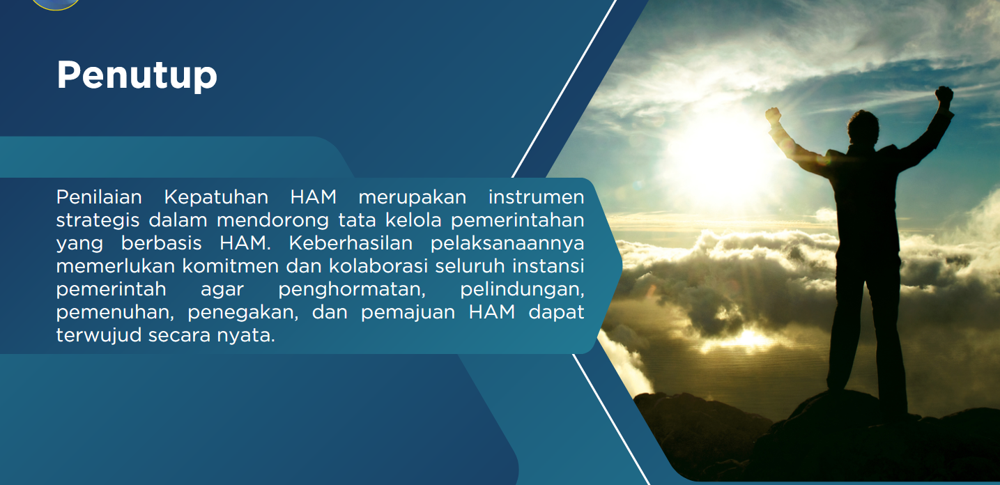 Penutup
Penilaian Kepatuhan HAM merupakan instrumen
strategis dalam mendorong tata kelola pemerintahan
yang berbasis HAM. Keberhasilan pelaksanaannya
memerlukan komitmen dan kolaborasi seluruh instansi
pemerintah agar penghormatan, pelindungan,
pemenuhan, penegakan, dan pemajuan HAM dapat
terwujud secara nyata.